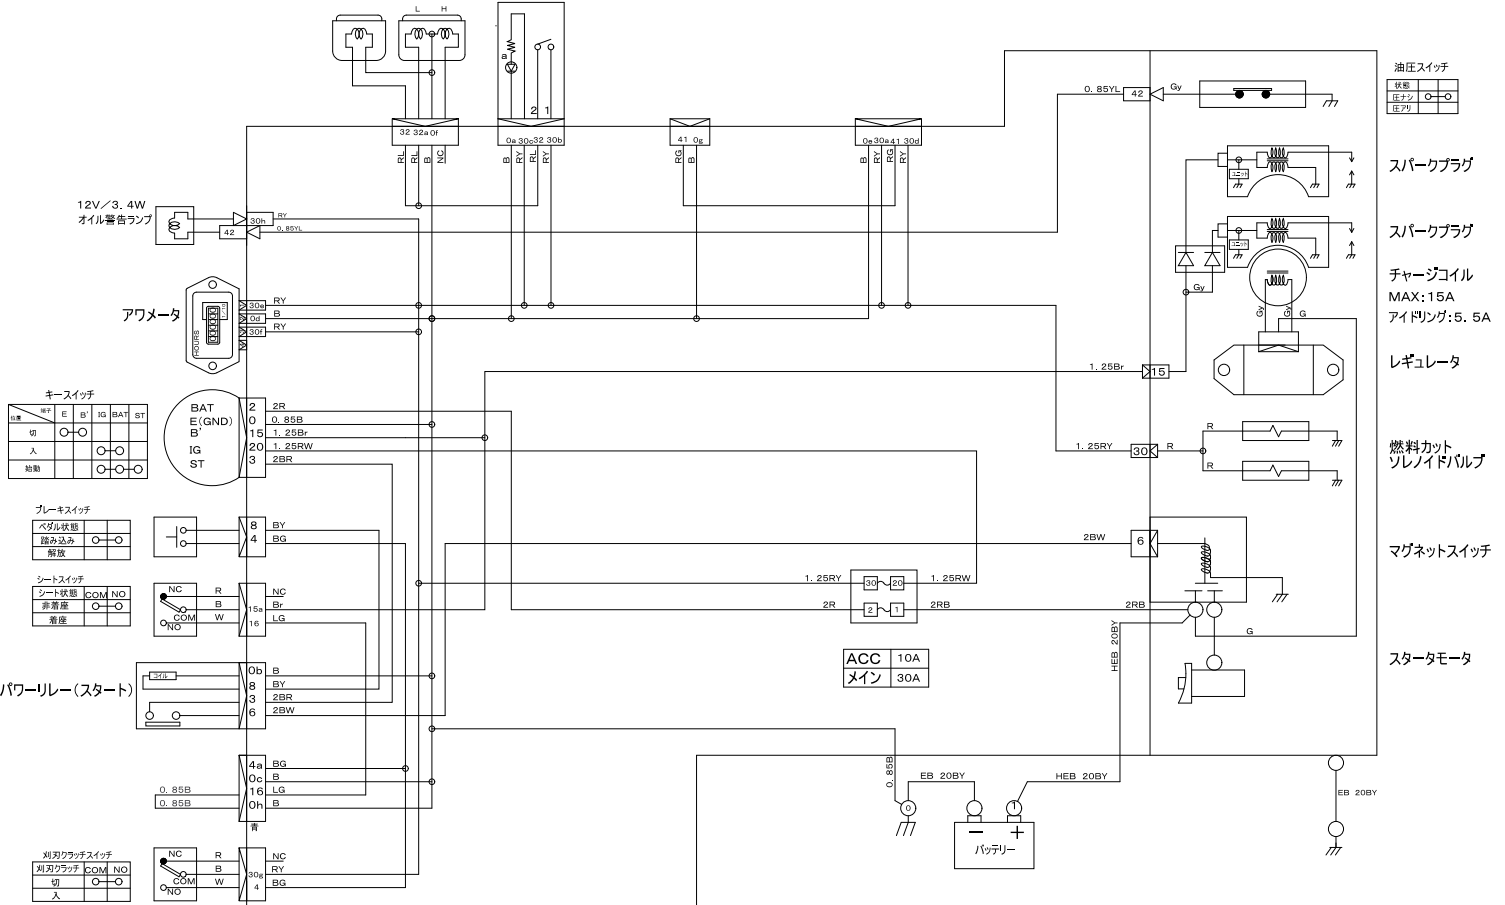 L H
a
2 1
32 32a 0f
RL RL B NC
0a 30c 32 30b
B RY RL RY
41 0g
RG B
0e 30a 41 30d
B RY RG RY
0. 85YL 42 Gy
油圧スイッチ
状態
圧ナシ
圧アリ
12V／3. 4W
オイル警告ランプ
30h RY
42 0. 85YL
ユニット
スパークプラグ
ユニット
スパークプラグ
Gy
チャージコイル
MAX：15A
アイドリング：5. 5A
Gy Gy G
アワメータ
HOURS
30e RY
0d B
30f RY
レギュレータ
1. 25Br 15
キースイッチ
端子
位置 E B' IG BAT ST
切
入
始動
BAT 2 2R
E(GND) 0 0. 85B
B' 15 1. 25Br
IG 20 1. 25RW
ST 3 2BR
1. 25RY 30 R
R
R
燃料カット
ソレノイドバルブ
ブレーキスイッチ
ペダル状態
踏み込み
解放
8 BY
4 BG
2BW 6
マグネットスイッチ
シートスイッチ
シート状態 COM NO
非着座
着座
NC R NC
B 15a Br
COM W 16 LG
NO
1. 25RY 30 20 1. 25RW
2R 2 1 2RB
2RB
G
HEB 20BY
ACC 10A
メイン 30A
スタータモータ
パワーリレー(スタート)
コイル
0b B
8 BY
3 2BR
6 2BW
4a BG
0c B
16 LG
0h B
0. 85B
0. 85B
青
0. 85B
EB 20BY
HEB 20BY
0
1
－ ＋
バッテリー
EB 20BY
刈刃クラッチスイッチ
刈刃クラッチ COM NO
切
入
NC R NC
B 30g RY
COM W 4 BG
NO